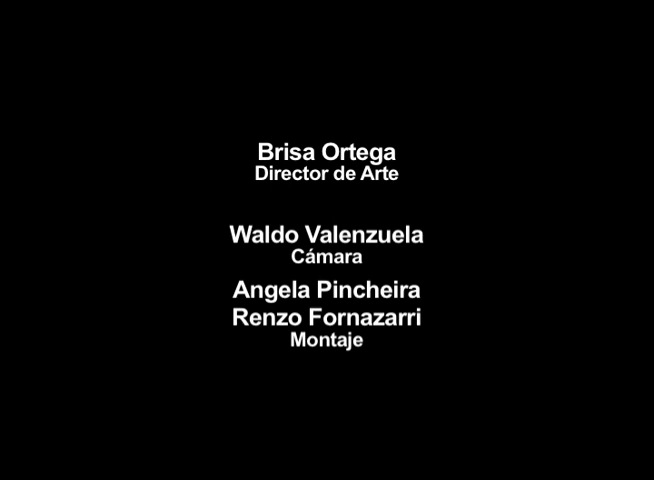 Brisa Ortega
Director de Arte
Waldo Valenzuela
Cámara
Angela Pincheira
Renzo Fornazarri
Montaje